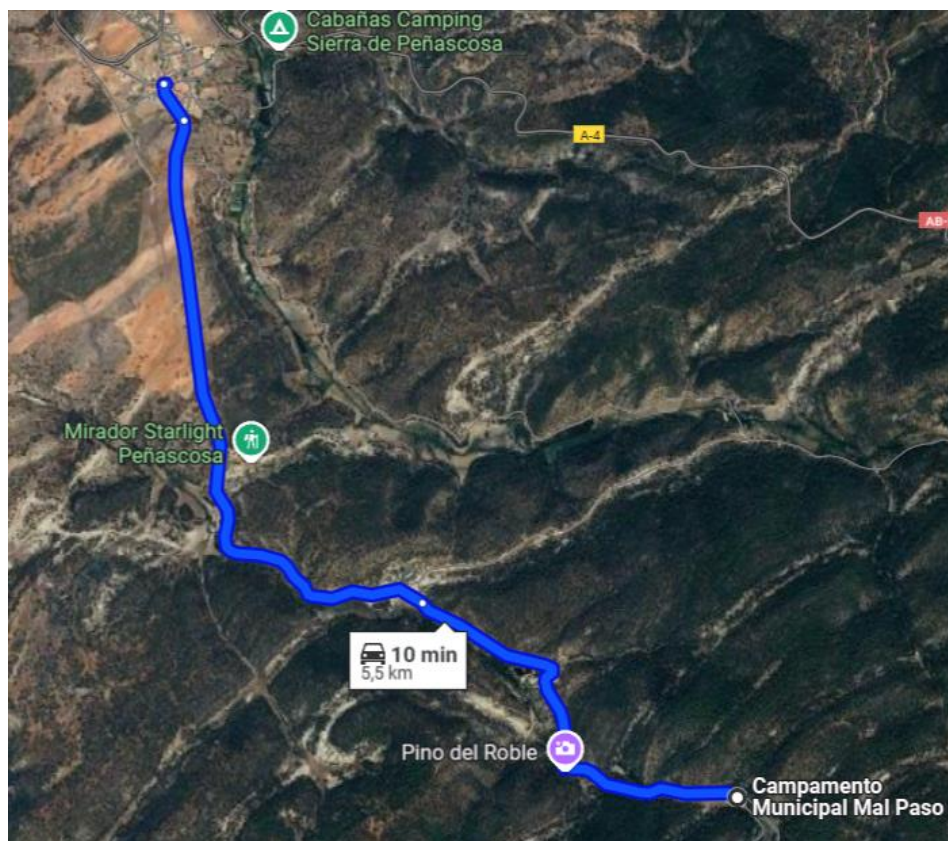 Cabañas Camping
Sierra de Peñascosa
A-4
AB-
Mirador Starlight
Peñascosa
10 min
5,5 km
Pino del Roble
Campamento
Municipal Mal Paso